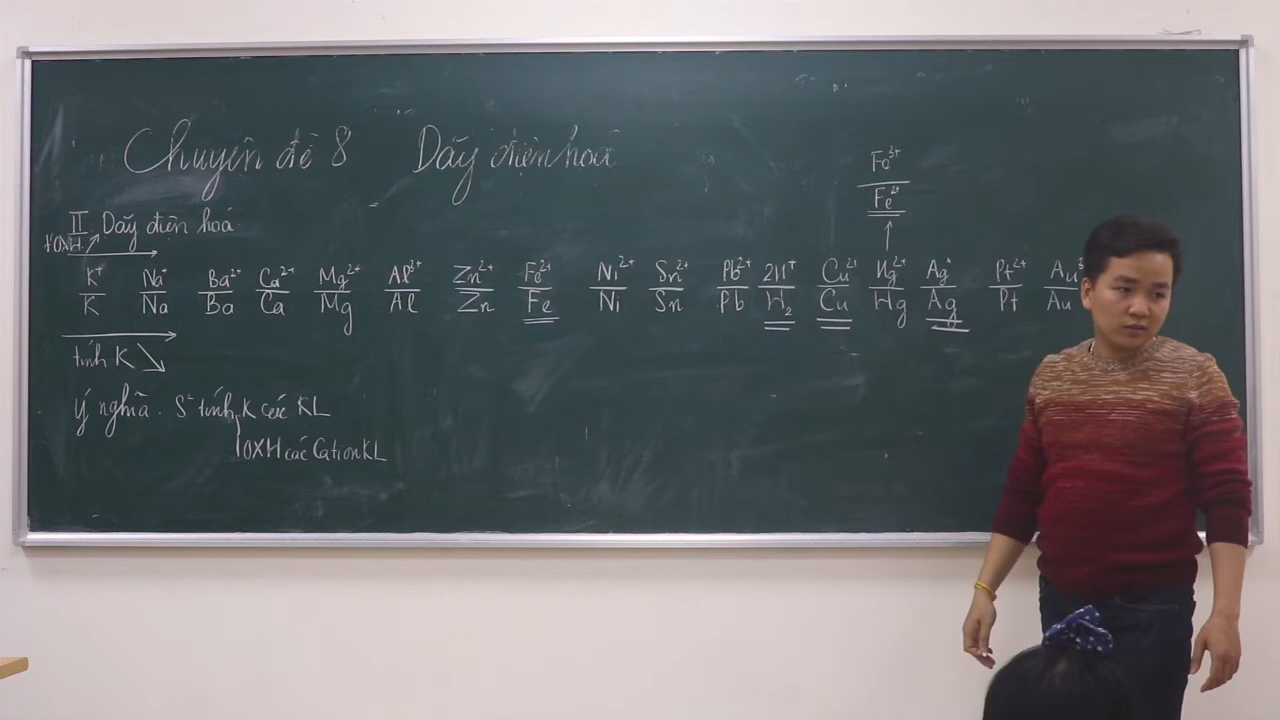 Chuyên đề 8 Dãy điện hoá
Fe³⁺
Fe²⁺
II. Dãy điện hoá
t' OXH ↗
K⁺ Na⁺ Ba²⁺ Ca²⁺ Mg²⁺ Al³⁺ Zn²⁺ Fe²⁺ Ni²⁺ Sn²⁺ Pb²⁺ 2H⁺ Cu²⁺ Hg²⁺ Ag⁺ Pt²⁺ Au³
K Na Ba Ca Mg Al Zn Fe Ni Sn Pb H₂ Cu Hg Ag Pt Au
tính K ↘
ý nghĩa. S² tính K các KL
OXH các Cation KL